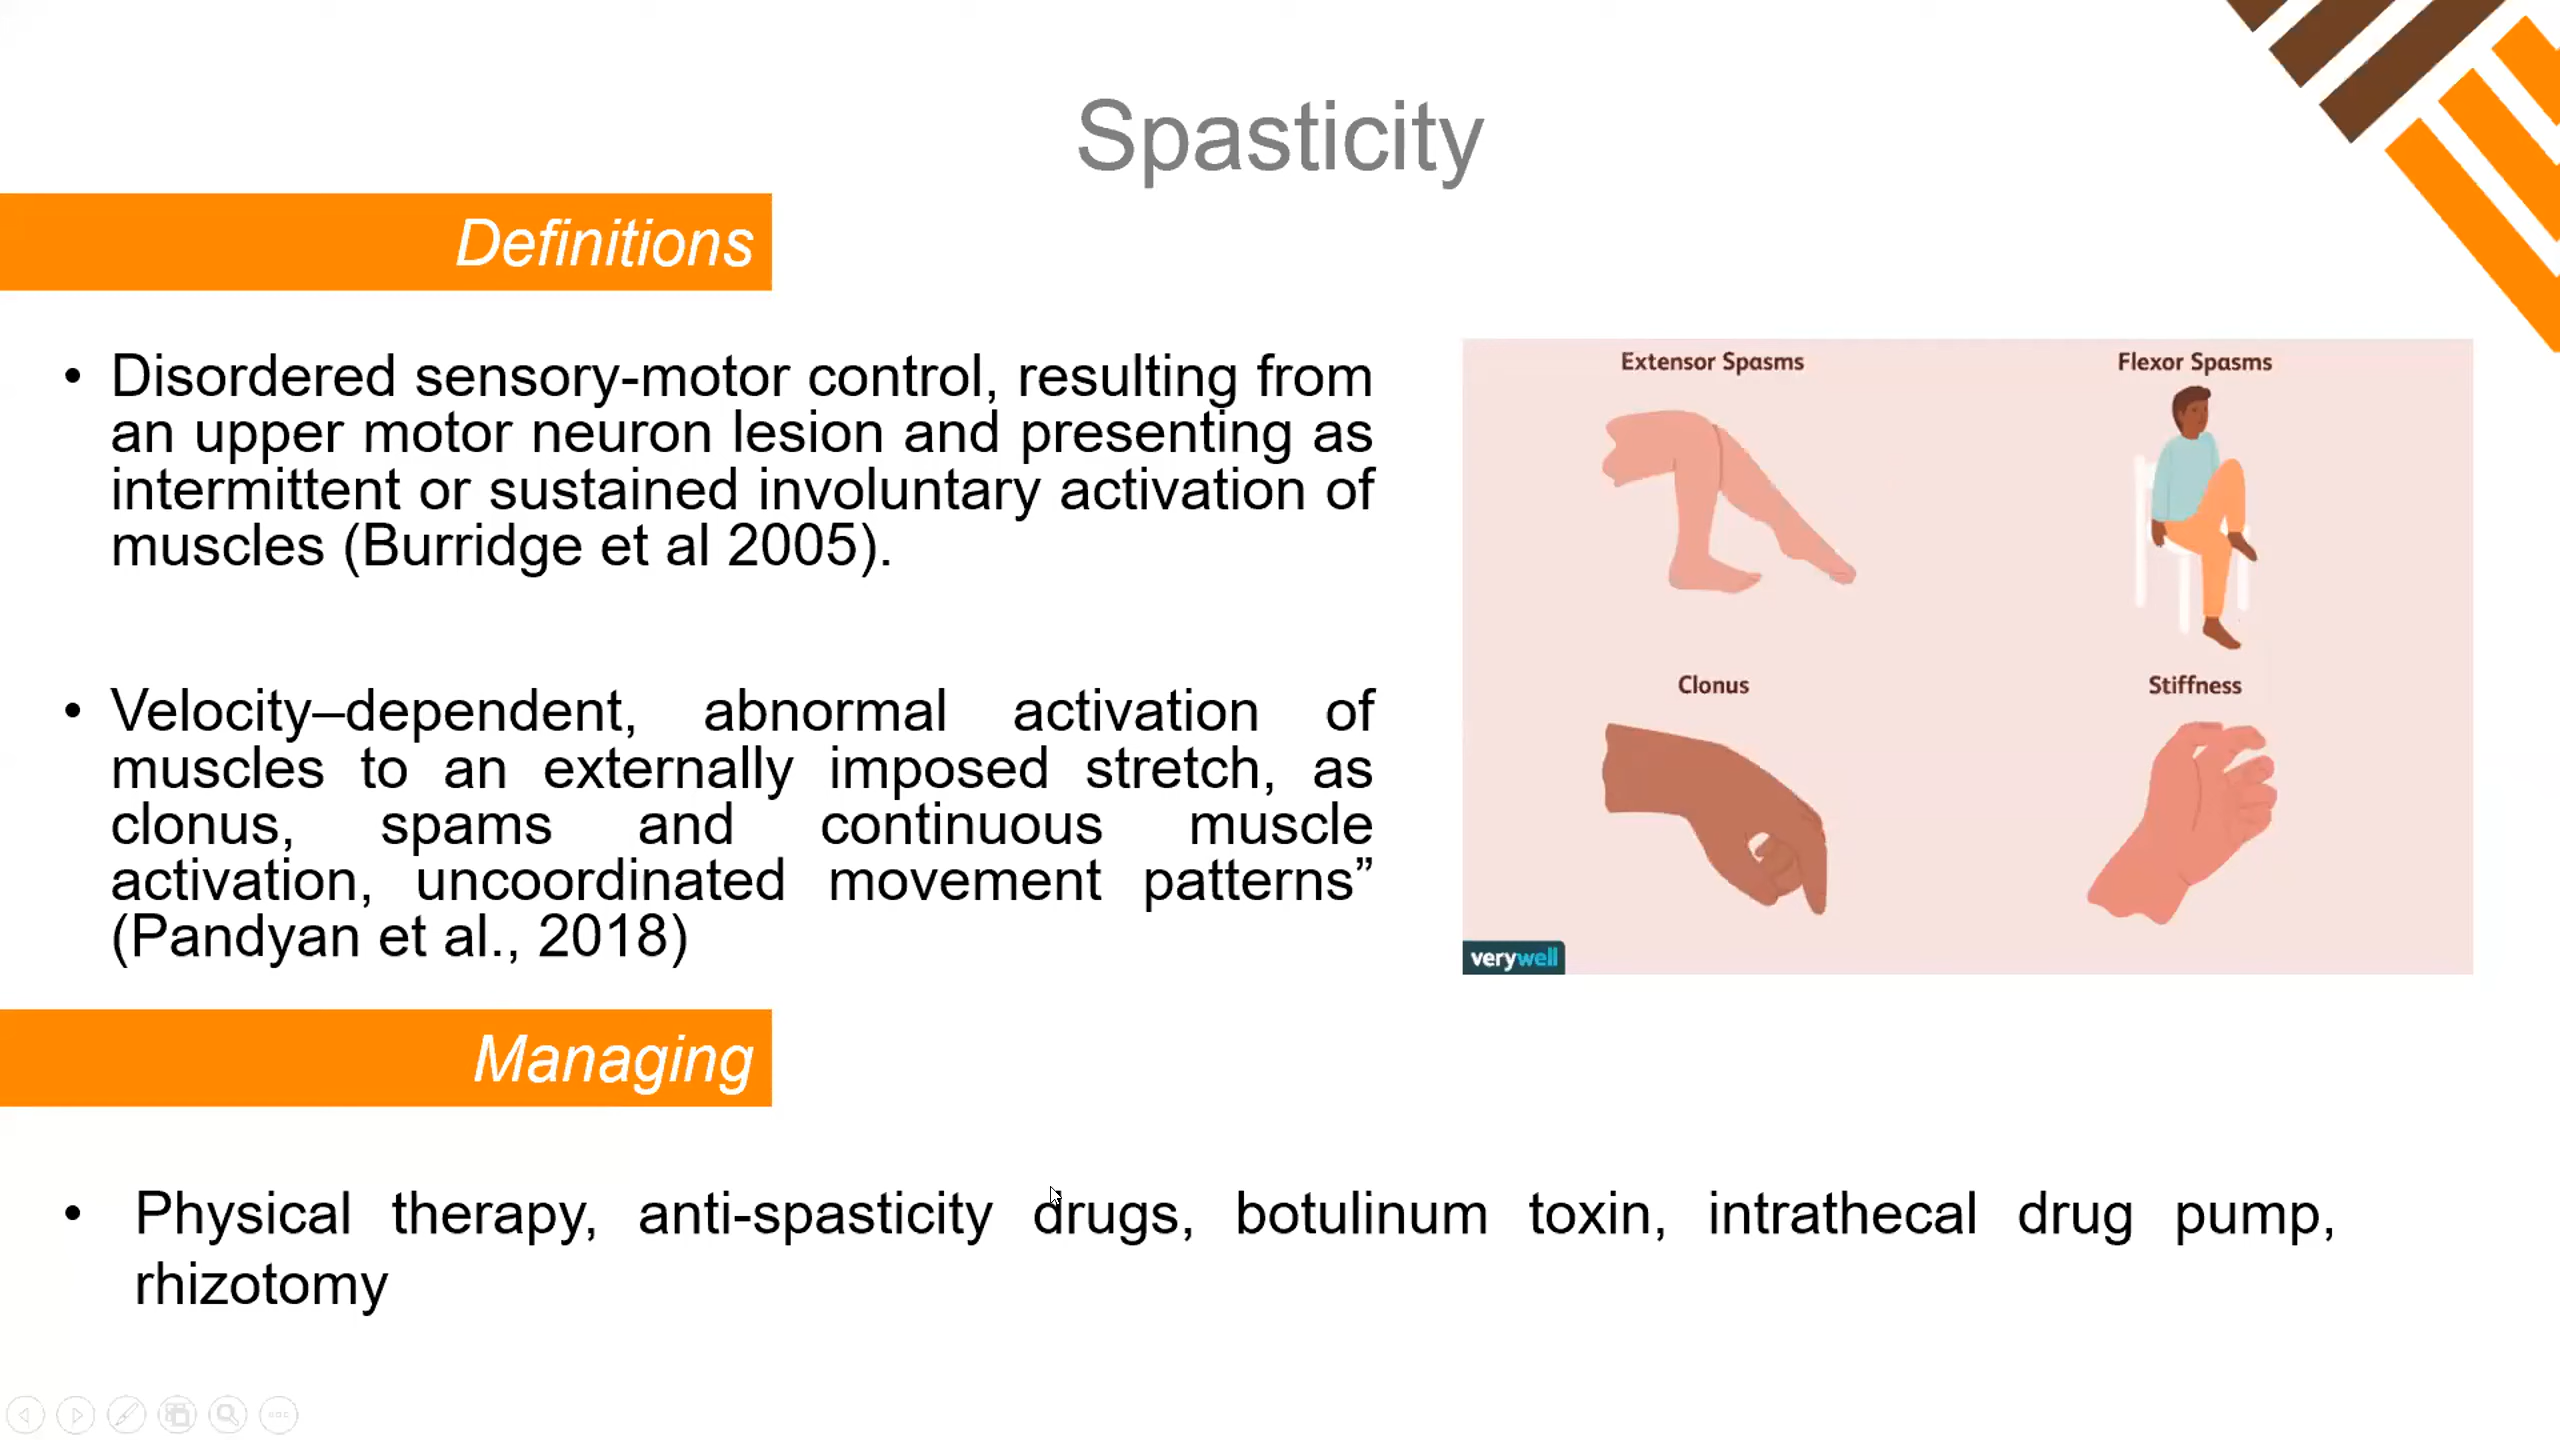 Spasticity
Definitions
• Disordered sensory-motor control, resulting from
an upper motor neuron lesion and presenting as
intermittent or sustained involuntary activation of
muscles (Burridge et al 2005).
• Velocity–dependent, abnormal activation of
muscles to an externally imposed stretch, as
clonus, spams and continuous muscle
activation, uncoordinated movement patterns”
(Pandyan et al., 2018)
Extensor Spasms
Flexor Spasms
Clonus
Stiffness
verywell
Managing
• Physical therapy, anti-spasticity drugs, botulinum toxin, intrathecal drug pump,
rhizotomy